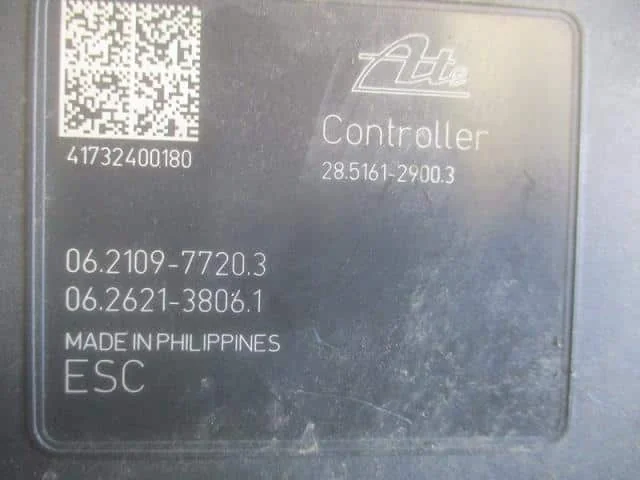 Ate
Controller
41732400180
28.5161-2900.3
06.2109-7720.3
06.2621-3806.1
MADE IN PHILIPPINES
ESC